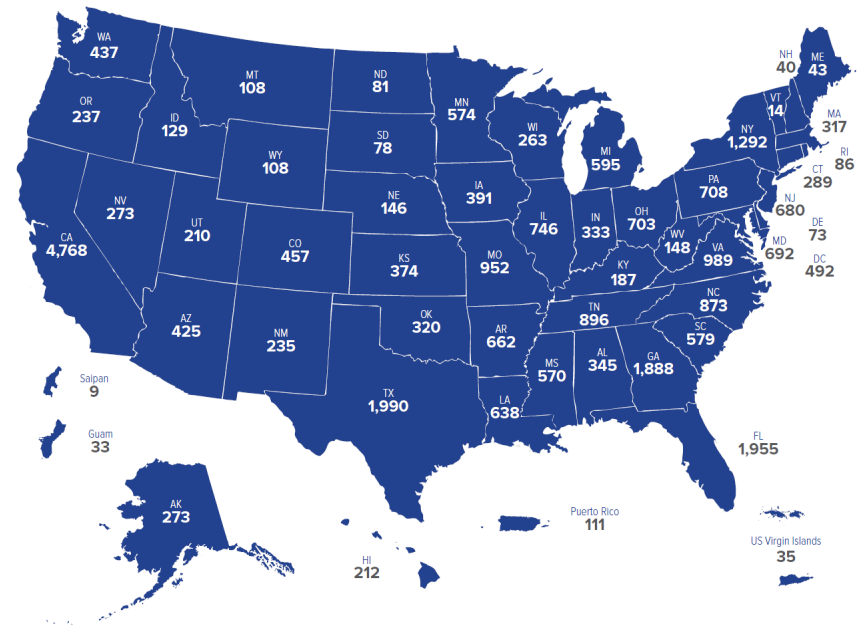 WA
437
OR
237
ID
129
MT
108
ND
81
MN
574
SD
78
WY
108
NE
146
IA
391
WI
263
MI
595
NV
273
UT
210
CO
457
KS
374
MO
952
IL
746
IN
333
OH
703
CA
4,768
AZ
425
NM
235
OK
320
AR
662
TX
1,990
LA
638
MS
570
AL
345
GA
1,888
TN
896
KY
187
WV
148
VA
989
NC
873
SC
579
FL
1,955
PA
708
NY
1,292
VT
14
NH
40
ME
43
MA
317
RI
86
CT
289
NJ
680
DE
73
MD
692
DC
492
Saipan
9
Guam
33
AK
273
HI
212
Puerto Rico
111
US Virgin Islands
35